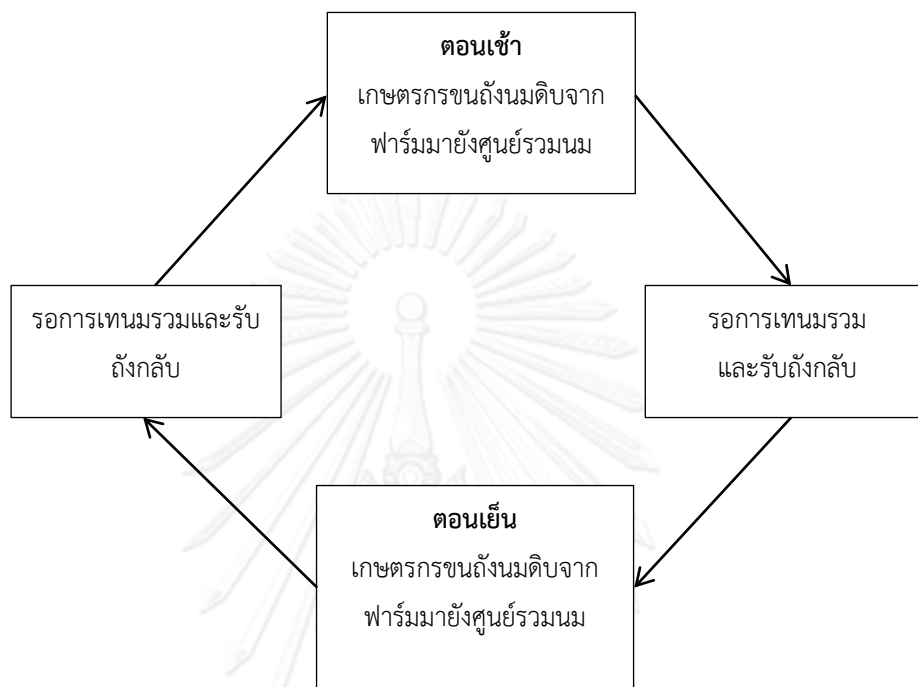 ตอนเช้า
เกษตรกรขนถังนมดิบจาก
ฟาร์มมายังศูนย์รวมนม
รอการเทนมรวมและรับ
ถังกลับ
รอการเทนมรวม
และรับถังกลับ
ตอนเย็น
เกษตรกรขนถังนมดิบจาก
ฟาร์มมายังศูนย์รวมนม